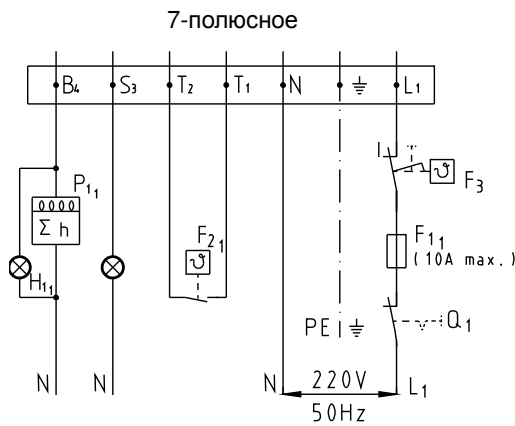 7-полюсное
B4 S3 T2 T1 N L1
P11
Σ h
H11
F21
ϑ
ϑ
F3
F11
(10A max.)
PE
Q1
N N N 220V L1
50Hz